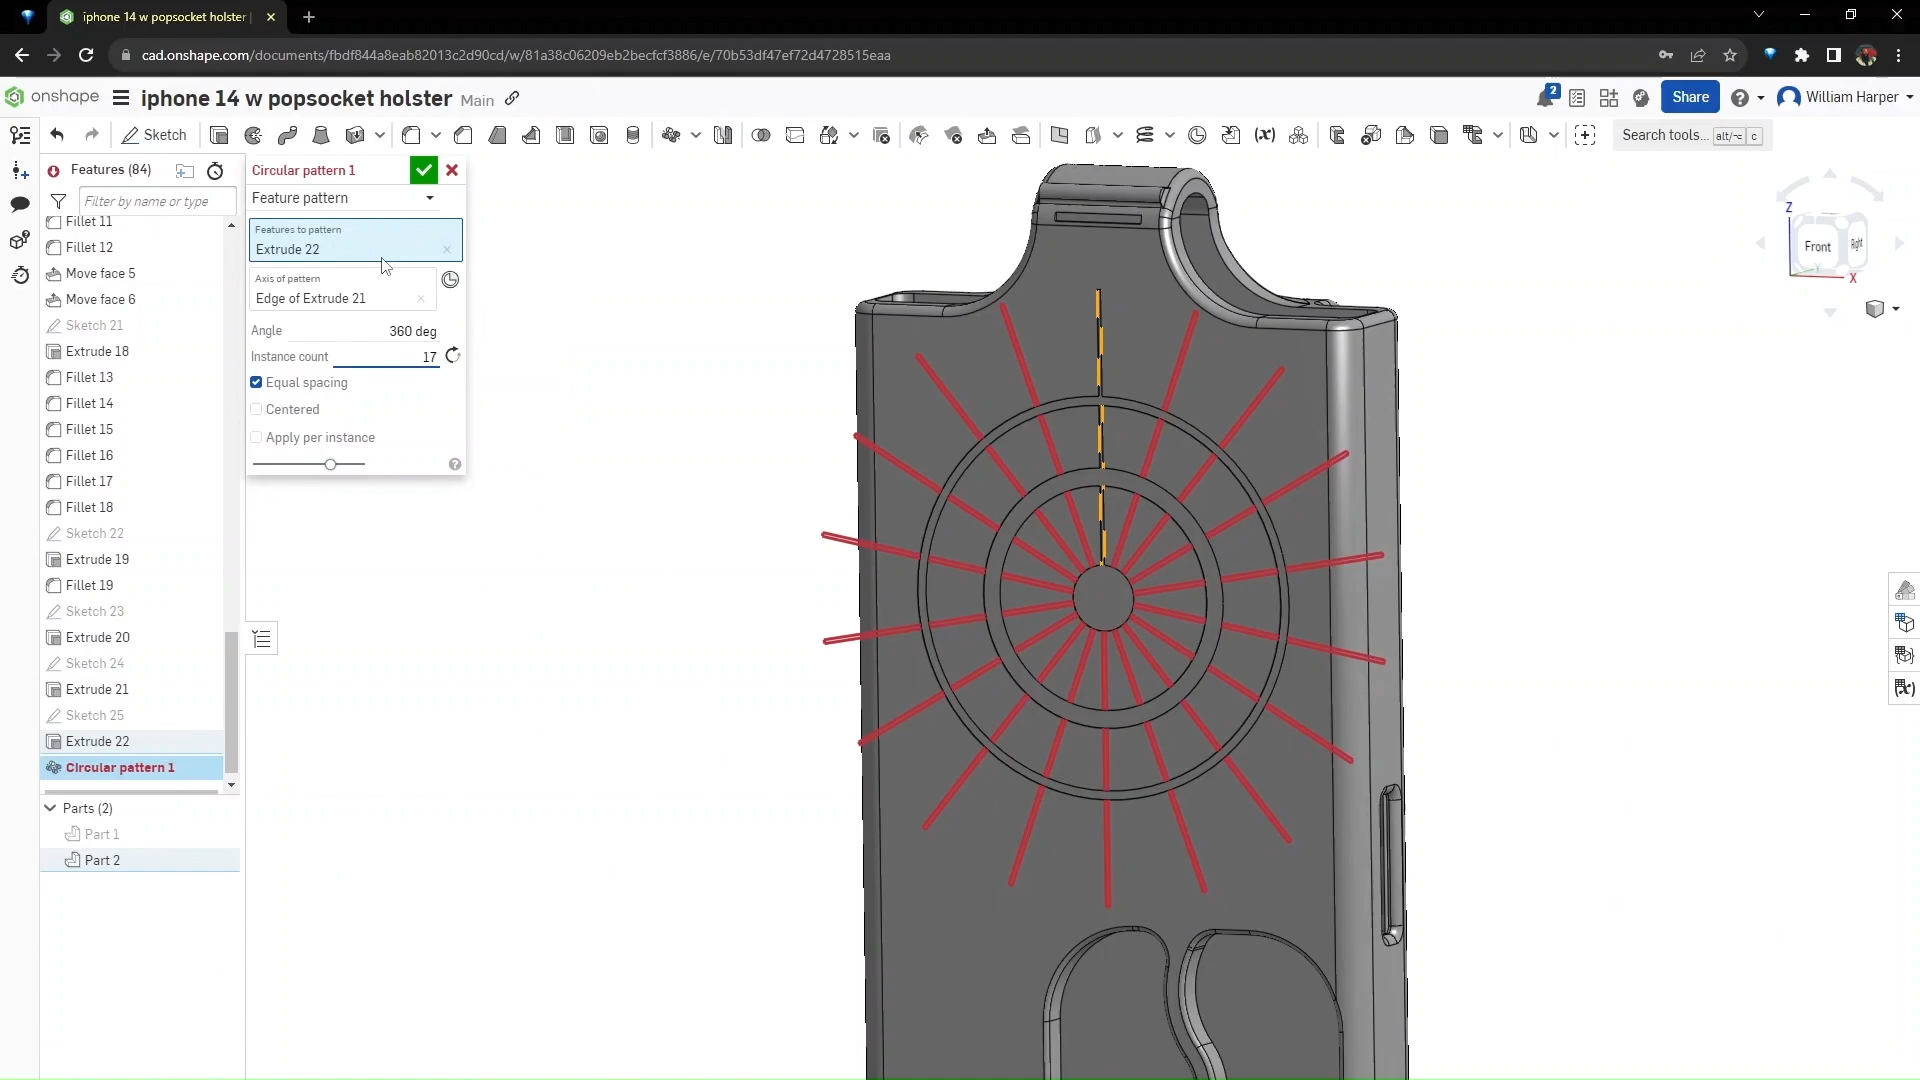 iphone 14 w popsocket holster |
cad.onshape.com/documents/fbdf844a8eab82013c2d90cd/w/81a38c06209eb2becfcf3886/e/70b53df47ef72d4728515eaa
onshape iphone 14 w popsocket holster Main
2
Share
William Harper
Sketch
(x)
Search tools... alt/⌥ c
Features (84)
Filter by name or type
Fillet 11
Fillet 12
Move face 5
Move face 6
Sketch 21
Extrude 18
Fillet 13
Fillet 14
Fillet 15
Fillet 16
Fillet 17
Fillet 18
Sketch 22
Extrude 19
Fillet 19
Sketch 23
Extrude 20
Sketch 24
Extrude 21
Sketch 25
Extrude 22
Circular pattern 1
Parts (2)
Part 1
Part 2
Circular pattern 1
Feature pattern
Features to pattern
Extrude 22
Axis of pattern
Edge of Extrude 21
Angle 360 deg
Instance count 17
Equal spacing
Centered
Apply per instance
Z
Front
Right
Y
X
(x)